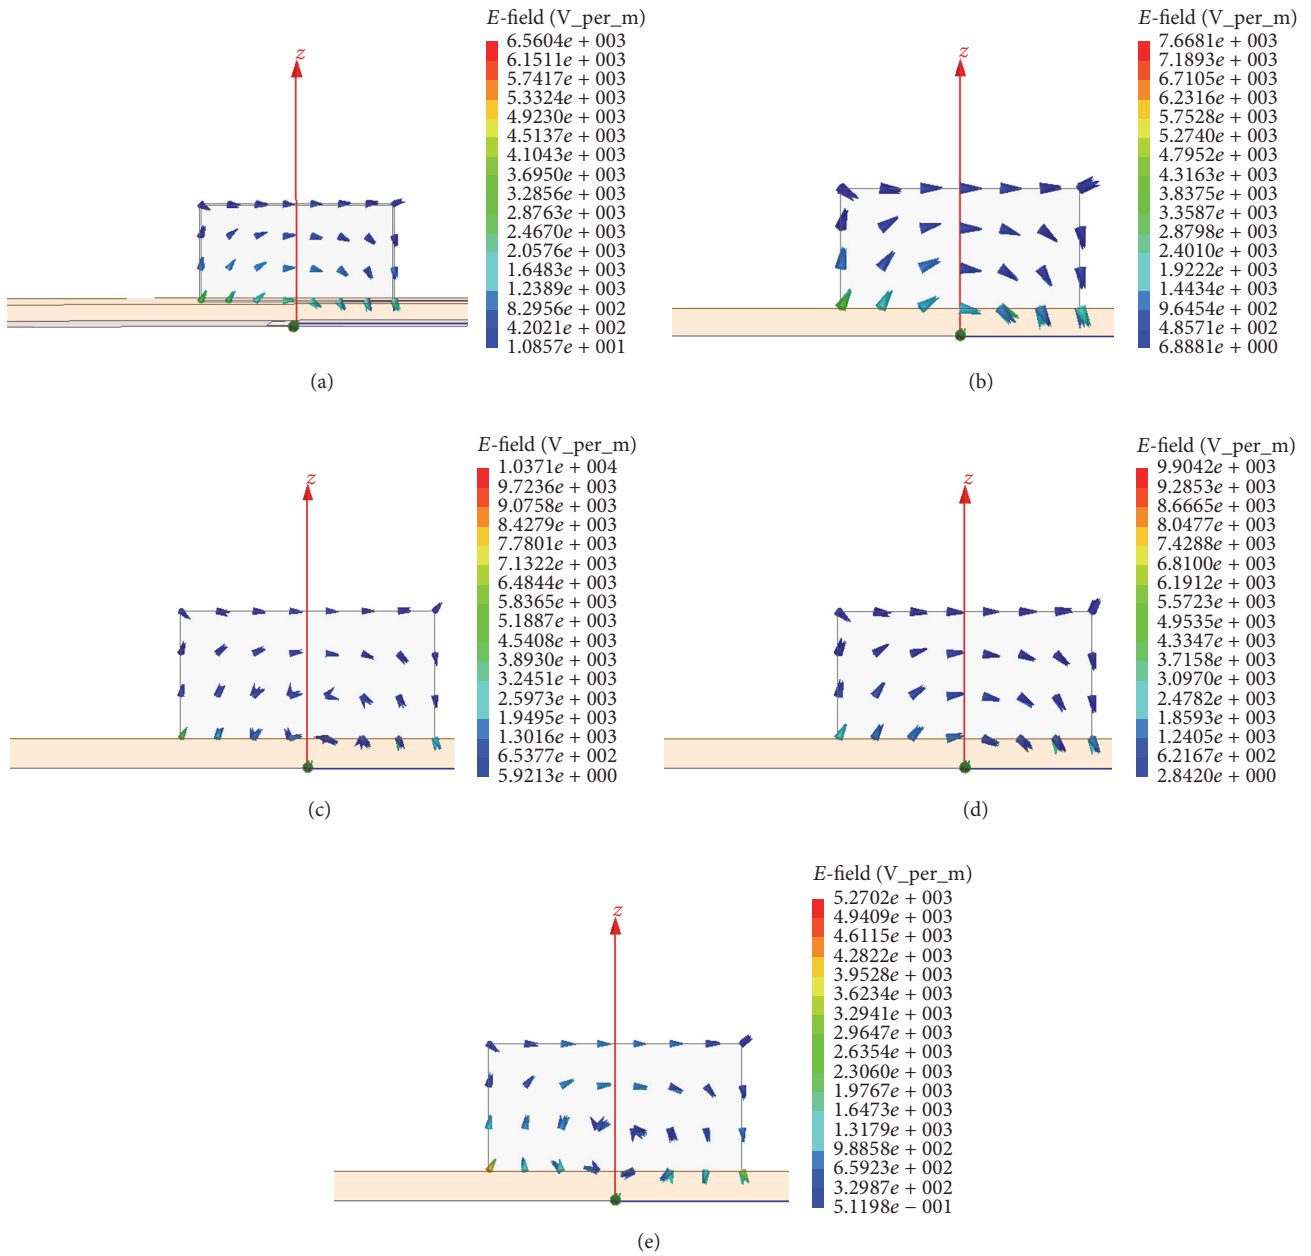 E-field (V_per_m)
6.5604e + 003
6.1511e + 003
5.7417e + 003
5.3324e + 003
4.9230e + 003
4.5137e + 003
4.1043e + 003
3.6950e + 003
3.2856e + 003
2.8763e + 003
2.4670e + 003
2.0576e + 003
1.6483e + 003
1.2389e + 003
8.2956e + 002
4.2021e + 002
1.0857e + 001
z
(a)
E-field (V_per_m)
7.6681e + 003
7.1893e + 003
6.7105e + 003
6.2316e + 003
5.7528e + 003
5.2740e + 003
4.7952e + 003
4.3163e + 003
3.8375e + 003
3.3587e + 003
2.8798e + 003
2.4010e + 003
1.9222e + 003
1.4434e + 003
9.6454e + 002
4.8571e + 002
6.8881e + 000
z
(b)
E-field (V_per_m)
1.0371e + 004
9.7236e + 003
9.0758e + 003
8.4279e + 003
7.7801e + 003
7.1322e + 003
6.4844e + 003
5.8365e + 003
5.1887e + 003
4.5408e + 003
3.8930e + 003
3.2451e + 003
2.5973e + 003
1.9495e + 003
1.3016e + 003
6.5377e + 002
5.9213e + 000
z
(c)
E-field (V_per_m)
9.9042e + 003
9.2853e + 003
8.6665e + 003
8.0477e + 003
7.4288e + 003
6.8100e + 003
6.1912e + 003
5.5723e + 003
4.9535e + 003
4.3347e + 003
3.7158e + 003
3.0970e + 003
2.4782e + 003
1.8593e + 003
1.2405e + 003
6.2167e + 002
2.8420e + 000
z
(d)
E-field (V_per_m)
5.2702e + 003
4.9409e + 003
4.6115e + 003
4.2822e + 003
3.9528e + 003
3.6234e + 003
3.2941e + 003
2.9647e + 003
2.6354e + 003
2.3060e + 003
1.9767e + 003
1.6473e + 003
1.3179e + 003
9.8858e + 002
6.5923e + 002
3.2987e + 002
5.1198e − 001
z
(e)